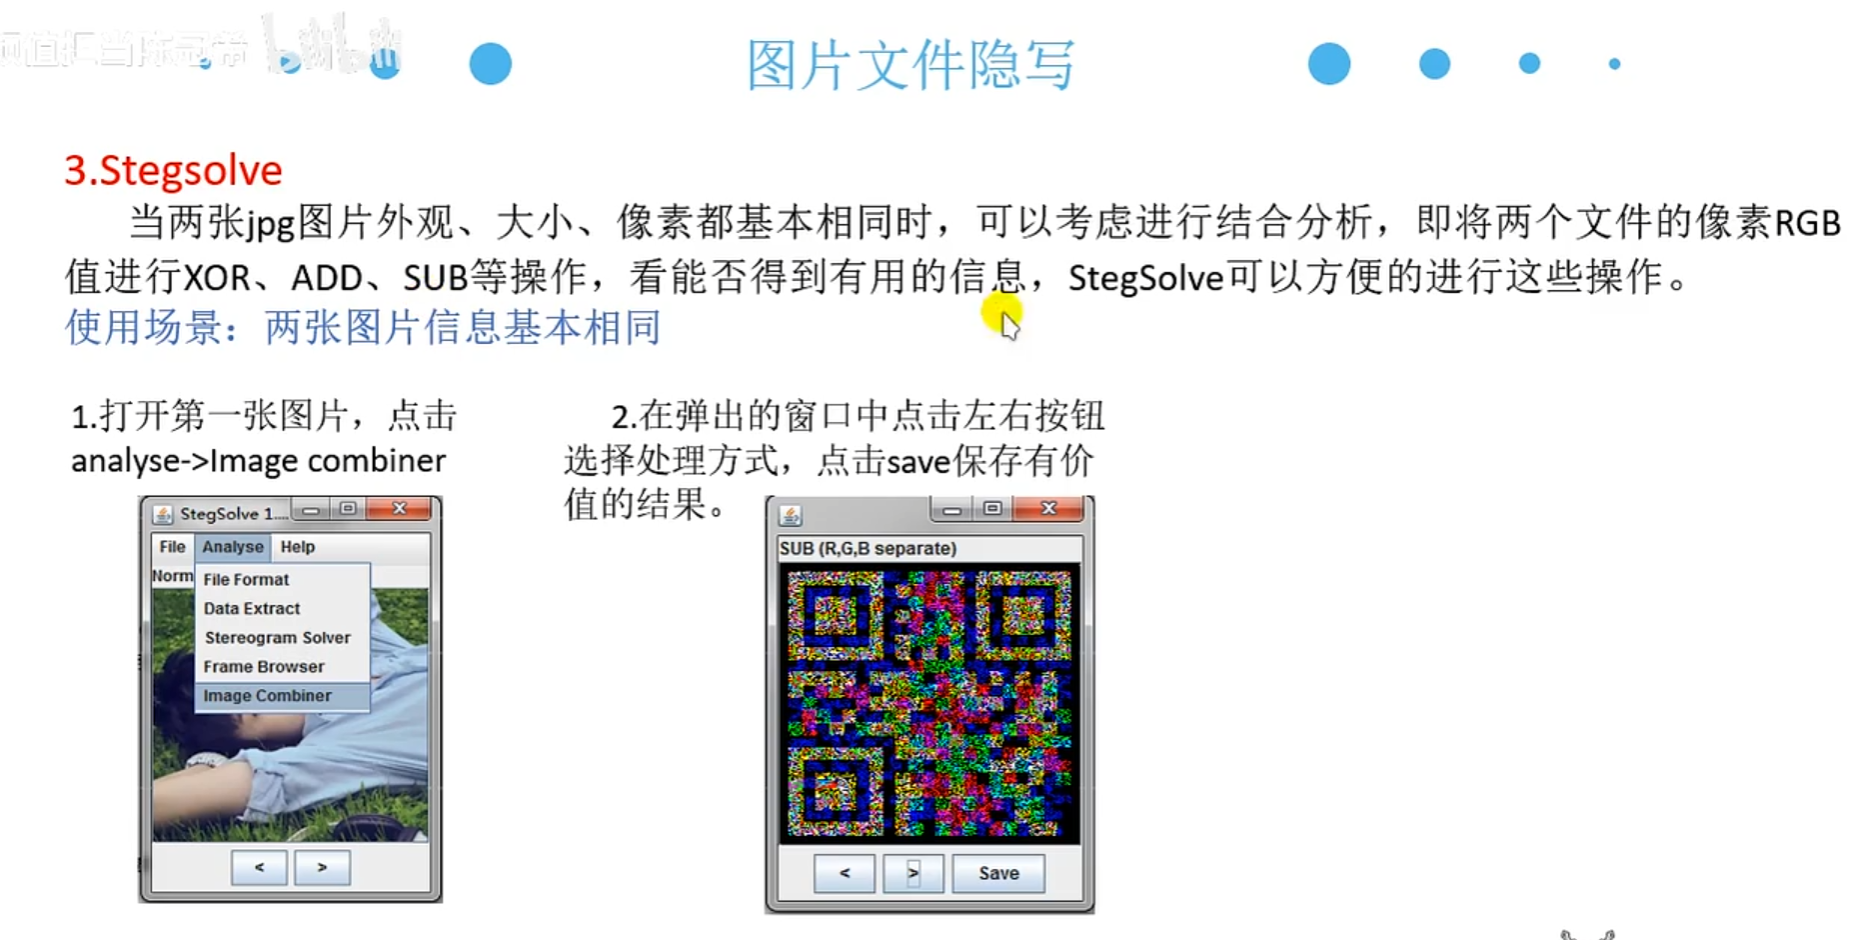 图片文件隐写
3.Stegsolve
当两张jpg图片外观、大小、像素都基本相同时，可以考虑进行结合分析，即将两个文件的像素RGB
值进行XOR、ADD、SUB等操作，看能否得到有用的信息，StegSolve可以方便的进行这些操作。
使用场景：两张图片信息基本相同
1.打开第一张图片，点击
analyse->Image combiner
2.在弹出的窗口中点击左右按钮
选择处理方式，点击save保存有价
值的结果。
StegSolve 1....
File Analyse Help
Norm
File Format
Data Extract
Stereogram Solver
Frame Browser
Image Combiner
< >
SUB (R,G,B separate)
< > Save